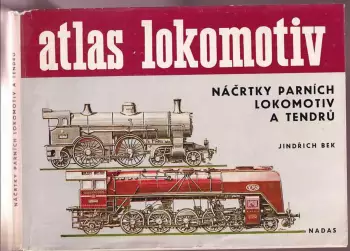 atlas lokomotiv
NÁČRTKY PARNÍCH
LOKOMOTIV
A TENDRŮ
JINDŘICH BEK
NADAS
NÁČRTKY PARNÍCH LOKOMOTIV A TENDRŮ